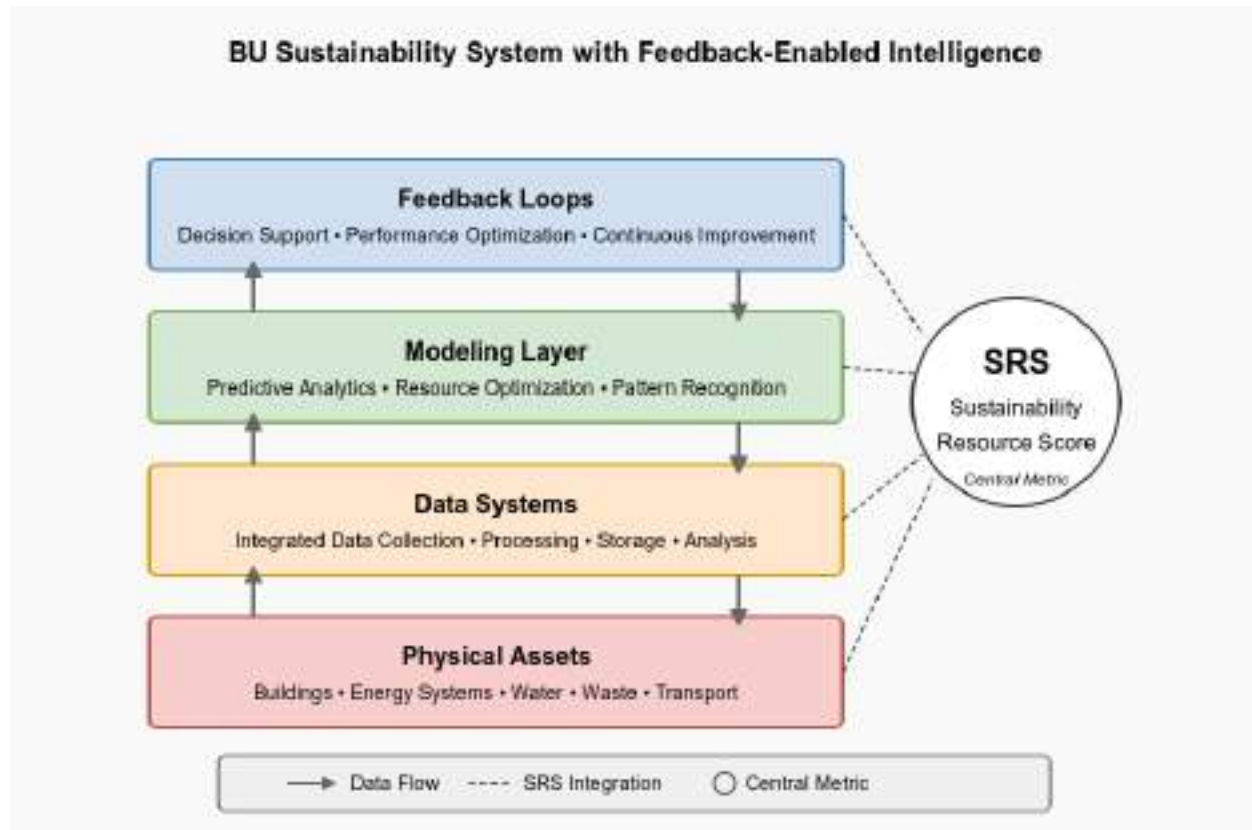 BU Sustainability System with Feedback-Enabled Intelligence
Feedback Loops
Decision Support • Performance Optimization • Continuous Improvement
Modeling Layer
Predictive Analytics • Resource Optimization • Pattern Recognition
SRS
Sustainability
Resource Score
Central Metric
Data Systems
Integrated Data Collection • Processing • Storage • Analysis
Physical Assets
Buildings • Energy Systems • Water • Waste • Transport
Data Flow
SRS Integration
Central Metric